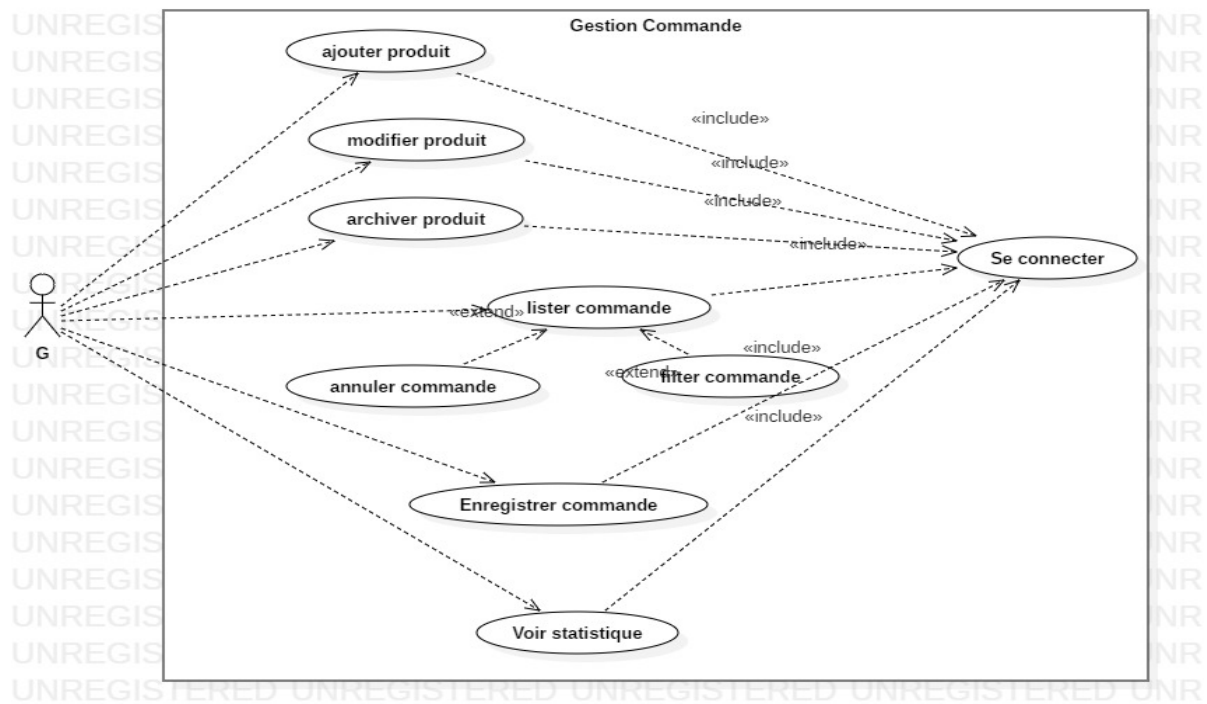 Gestion Commande
ajouter produit
«include»
modifier produit
«include»
«include»
archiver produit
«include»
Se connecter
lister commande
«extend»
G
«include»
annuler commande
«extend»
filter commande
«include»
Enregistrer commande
Voir statistique
UNREGISTERED UNREGISTERED UNREGISTERED UNREGISTERED UNR